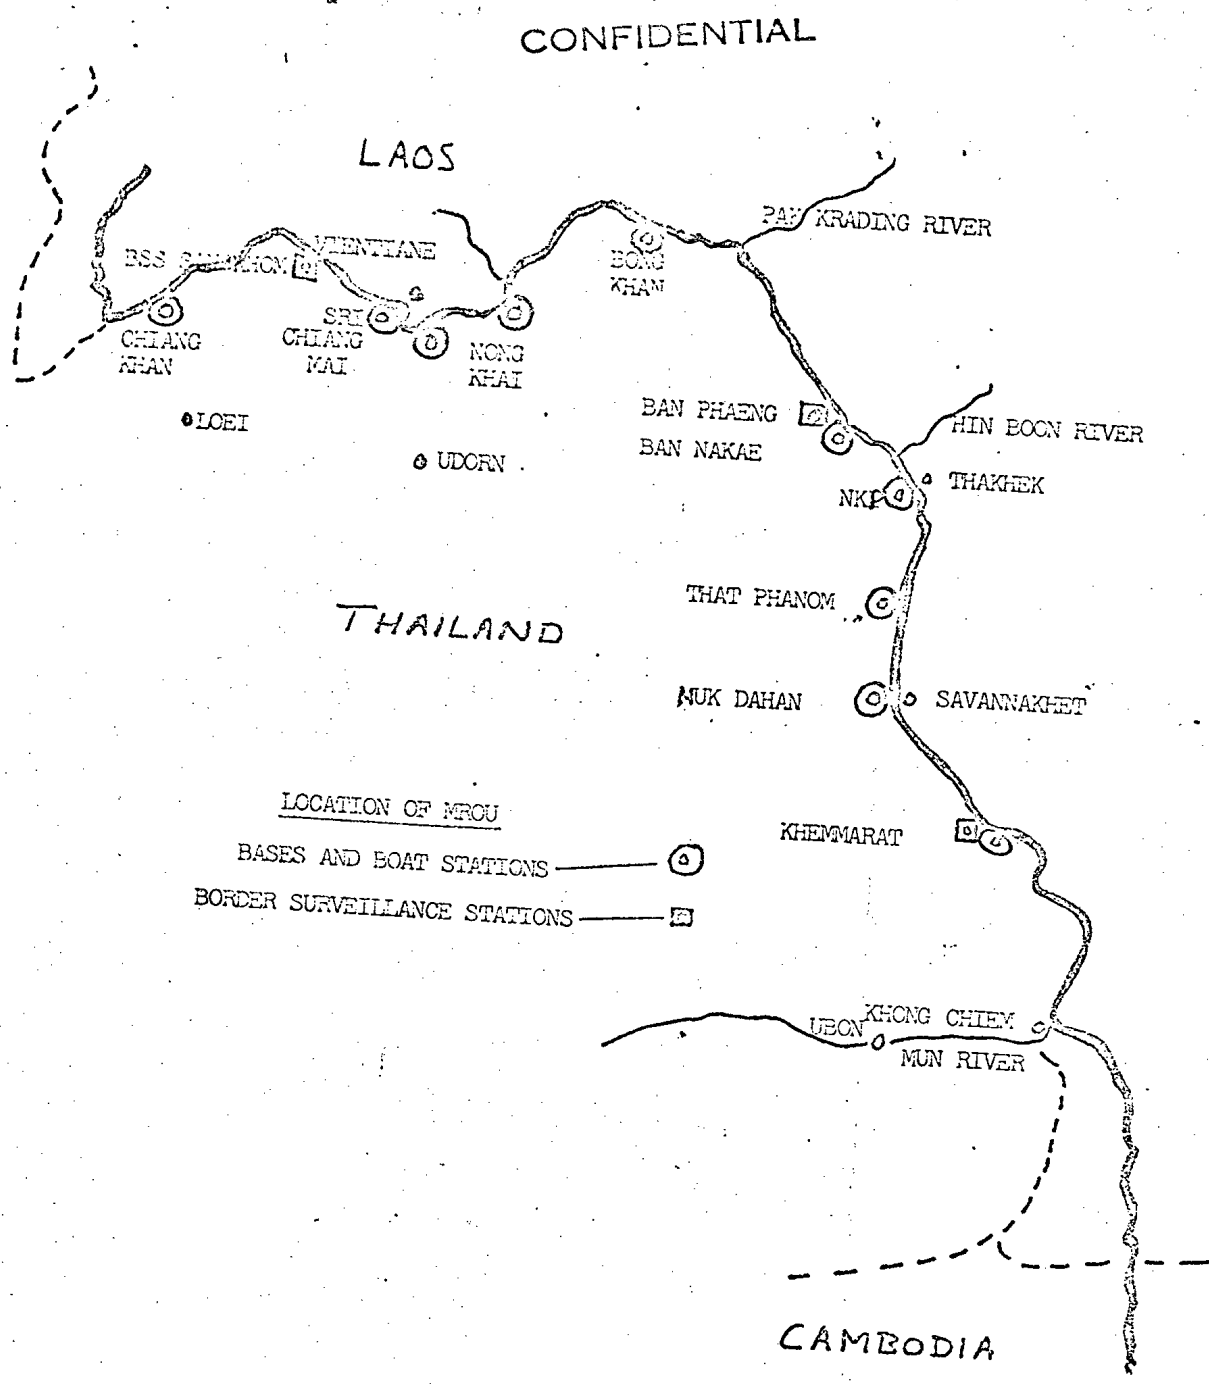 CONFIDENTIAL
LAOS
PAK KRADING RIVER
VIENTIANE
BSS
BONG
KHAN
SRI
CHIANG
MAI
CHIANG
KHAN
NONG
KHAI
LOEI
UDORN
BAN PHAENG
BAN NAKAE
HIN BOON RIVER
THAKHEK
NKP
THAT PHANOM
THAILAND
MUK DAHAN
SAVANNAKHET
LOCATION OF MROU
BASES AND BOAT STATIONS
BORDER SURVEILLANCE STATIONS
KHEMMARAT
UBON
KHONG CHIEM
MUN RIVER
CAMBODIA